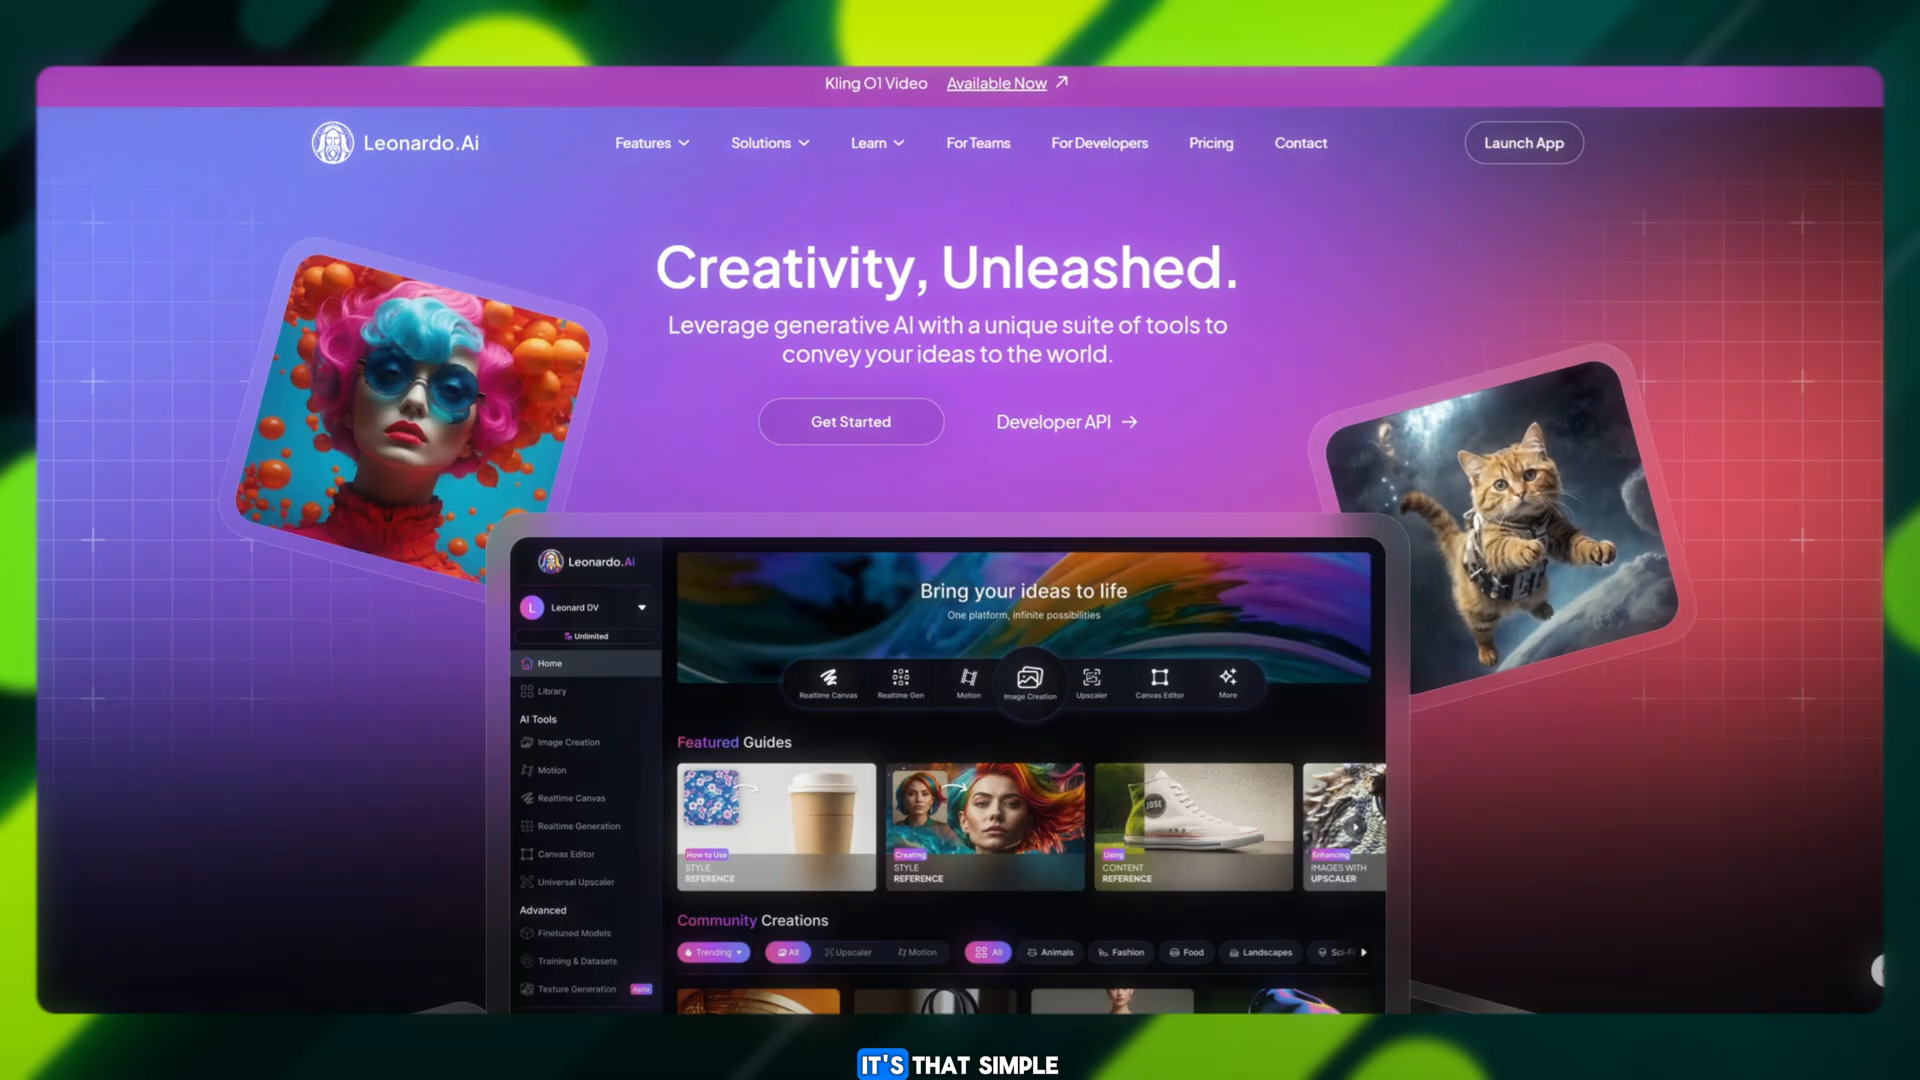 Kling O1 Video Available Now
Leonardo.Ai
Features
Solutions
Learn
For Teams
For Developers
Pricing
Contact
Launch App
Creativity, Unleashed.
Leverage generative AI with a unique suite of tools to
convey your ideas to the world.
Get Started
Developer API
Leonardo.Ai
L
Leonard DV
Unlimited
Home
Library
AI Tools
Image Creation
Motion
Realtime Canvas
Realtime Generation
Canvas Editor
Universal Upscaler
Advanced
Finetuned Models
Training & Datasets
Texture Generation
Alpha
Bring your ideas to life
One platform, infinite possibilities
Realtime Canvas
Realtime Gen
Motion
Image Creation
Upscaler
Canvas Editor
More
Featured Guides
How to Use
STYLE
REFERENCE
Creating
STYLE
REFERENCE
JOSE
Using
CONTENT
REFERENCE
Enhancing
IMAGES WITH
UPSCALER
Community Creations
Trending
All
Upscaler
Motion
All
Animals
Fashion
Food
Landscapes
Sci-Fi
IT'S THAT SIMPLE